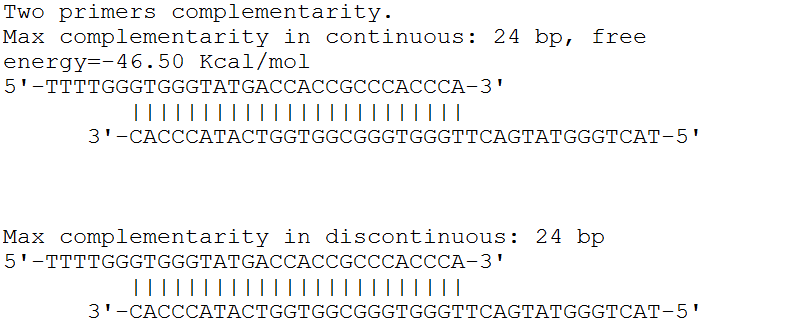 Two primers complementarity.
Max complementarity in continuous: 24 bp, free
energy=-46.50 Kcal/mol
5'-TTTTGGGTGGGTATGACCACCGCCCACCCA-3'
||||||||||||||||||||||||
3'-CACCCATACTGGTGGCGGGTGGGTTCAGTATGGGTCAT-5'
Max complementarity in discontinuous: 24 bp
5'-TTTTGGGTGGGTATGACCACCGCCCACCCA-3'
||||||||||||||||||||||||
3'-CACCCATACTGGTGGCGGGTGGGTTCAGTATGGGTCAT-5'